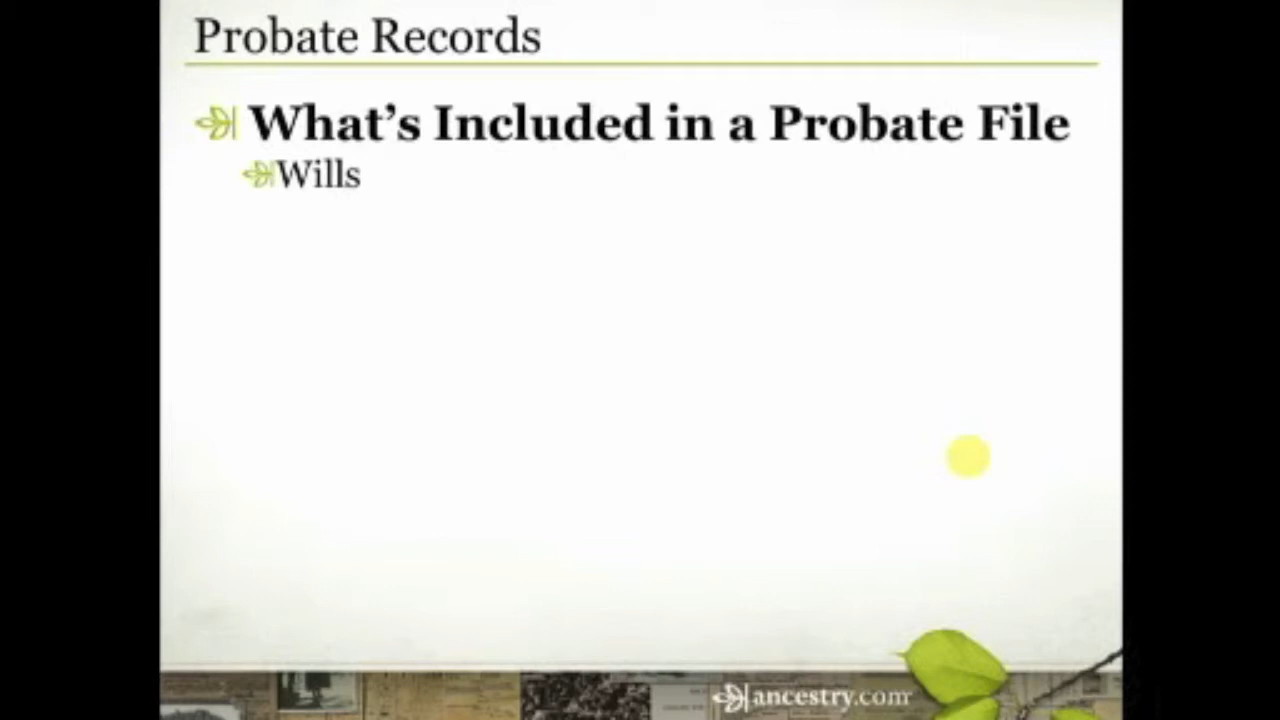 Probate Records
What's Included in a Probate File
Wills
ancestry.com